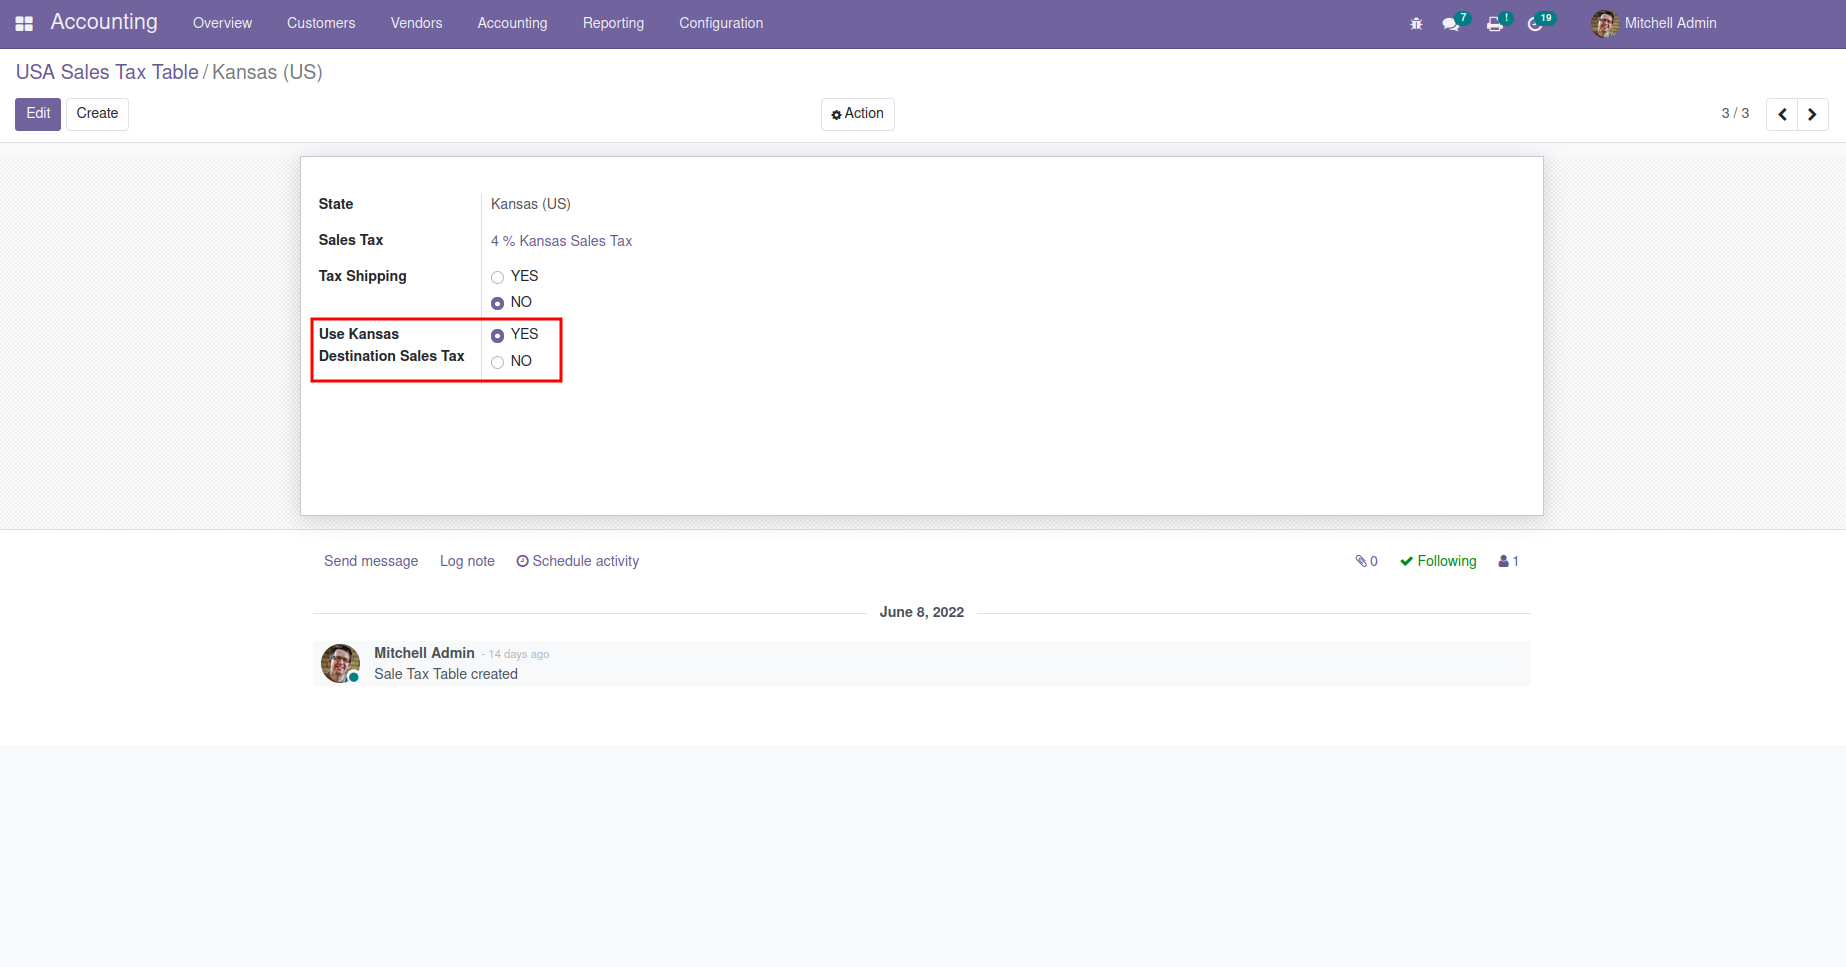 Accounting Overview Customers Vendors Accounting Reporting Configuration 7 ! 19 Mitchell Admin
USA Sales Tax Table / Kansas (US)
Edit Create Action 3 / 3
State Kansas (US)
Sales Tax 4 % Kansas Sales Tax
Tax Shipping YES
NO
Use Kansas YES
Destination Sales Tax NO
Send message Log note Schedule activity 0 Following 1
June 8, 2022
Mitchell Admin - 14 days ago
Sale Tax Table created